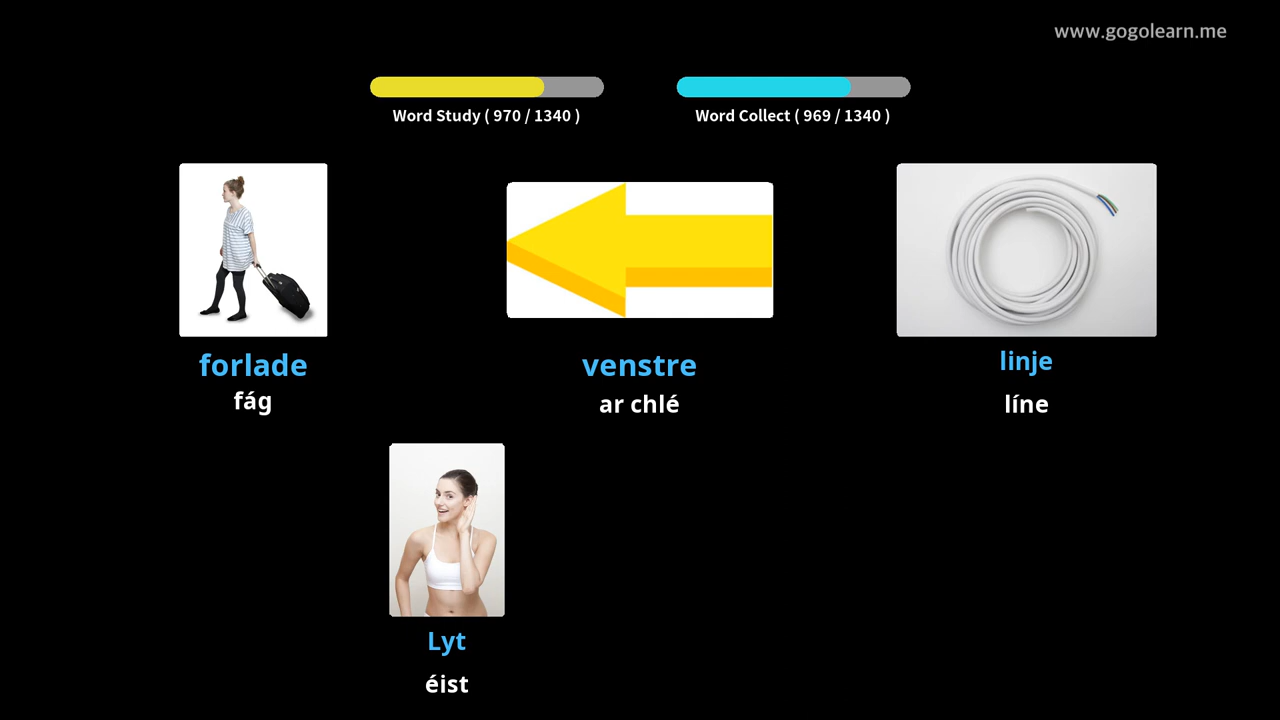 www.gogolearn.me
Word Study ( 970 / 1340 )
Word Collect ( 969 / 1340 )
forlade
fág
venstre
ar chlé
linje
líne
Lyt
éist